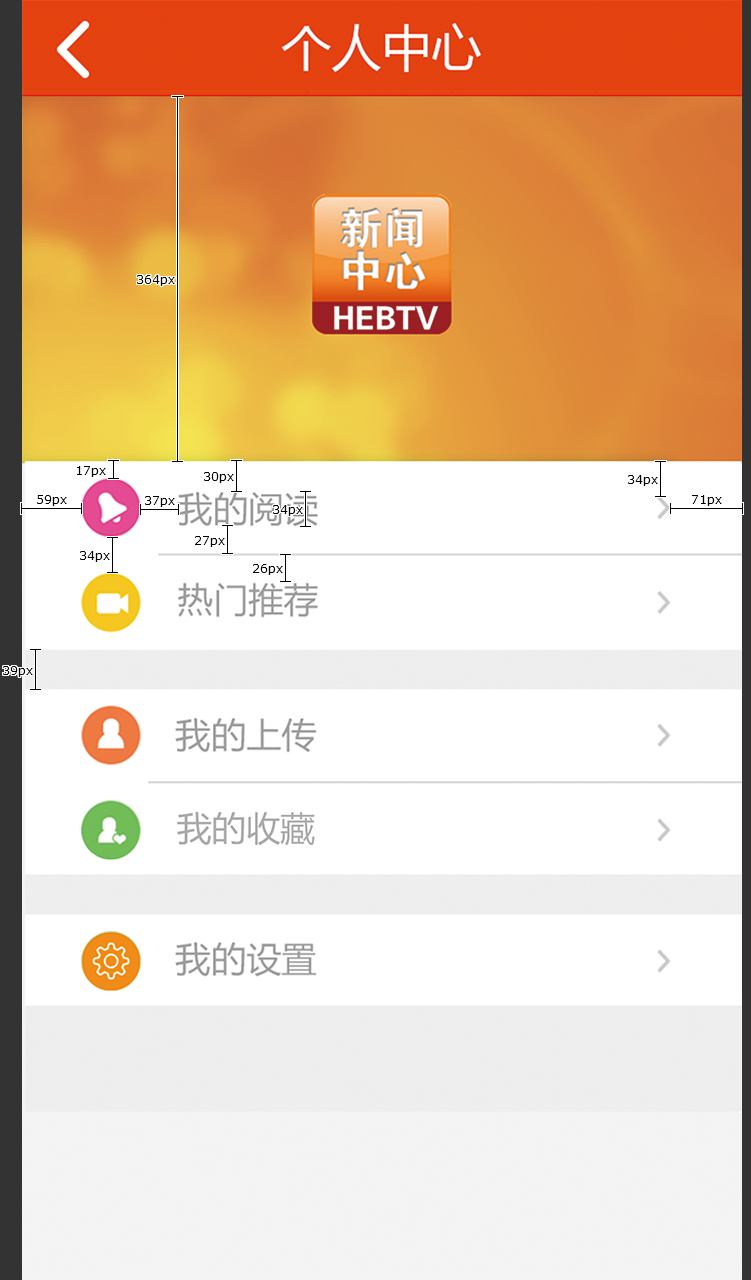 个人中心
364px
新闻
中心
HEBTV
17px
30px
34px
59px
37px
我的阅读
34px
71px
34px
27px
26px
热门推荐
39px
我的上传
我的收藏
我的设置